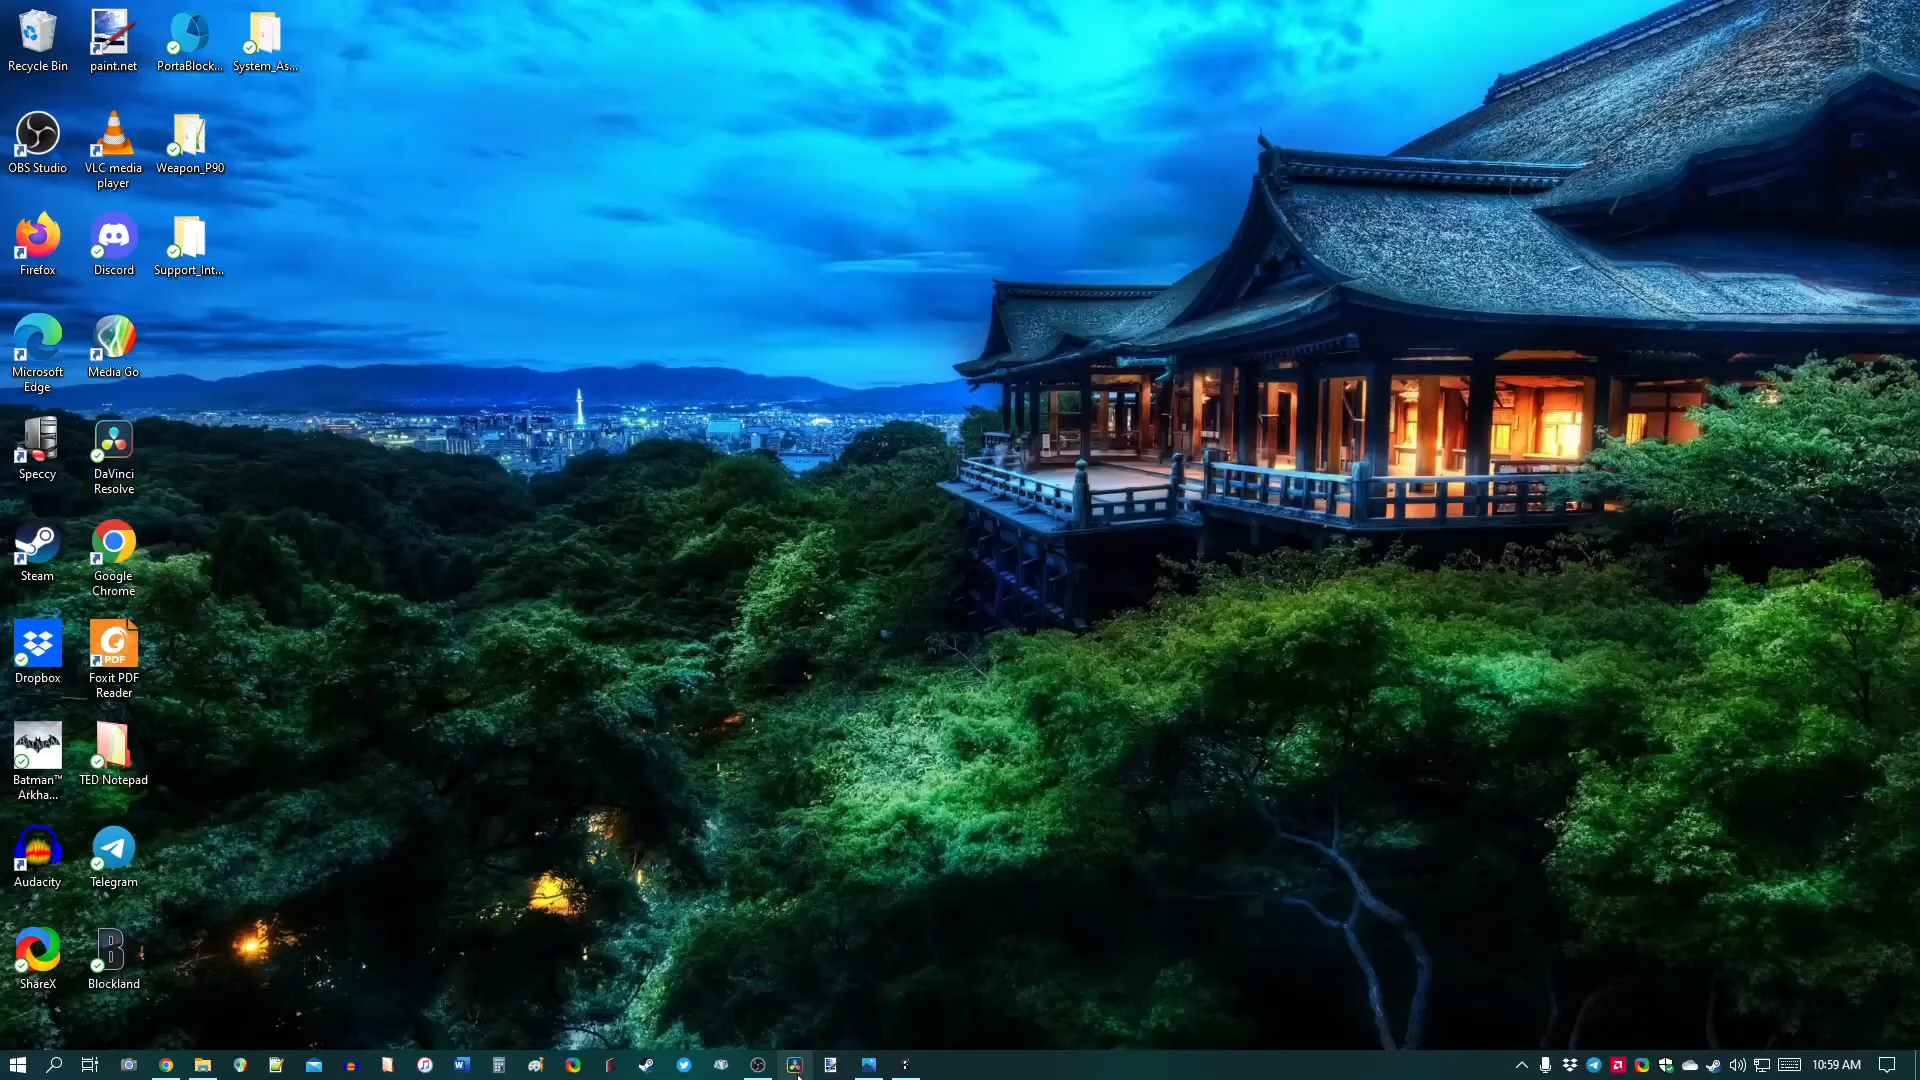 Recycle Bin
paint.net
PortaBlock...
System_As...
OBS Studio
VLC media
player
Weapon_P90
Firefox
Discord
Support_Int...
Microsoft
Edge
Media Go
Speccy
DaVinci
Resolve
Steam
Google
Chrome
Dropbox
PDF
Foxit PDF
Reader
BATMAN
Batman™
Arkha...
TED Notepad
Audacity
Telegram
ShareX
B
Blockland
10:59 AM